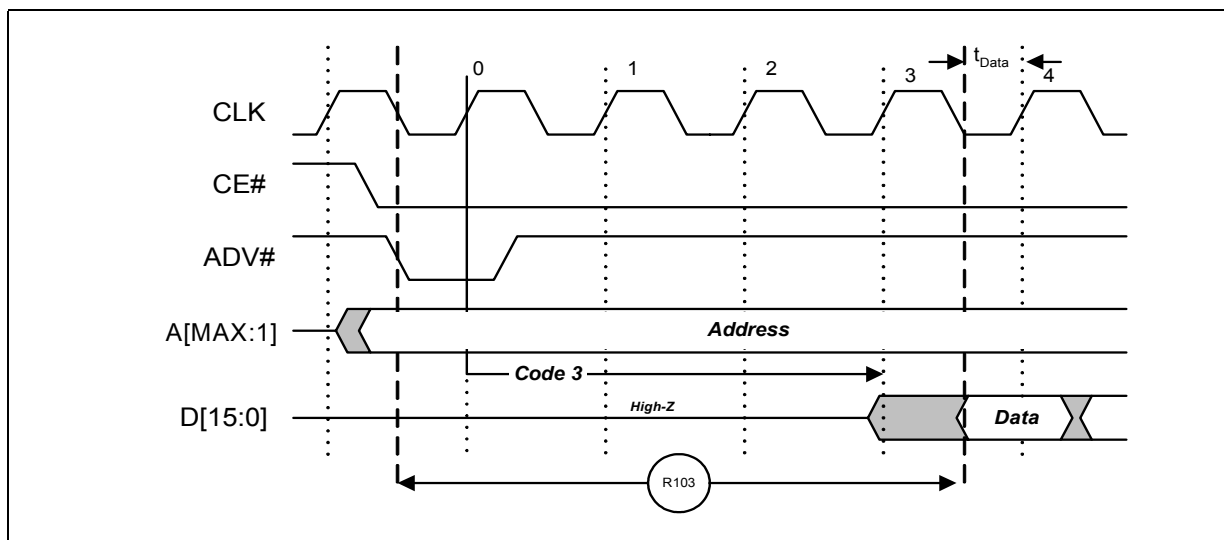 0 1 2 3 4
tData
CLK
CE#
ADV#
A[MAX:1]
Address
Code 3
D[15:0]
High-Z
Data
R103